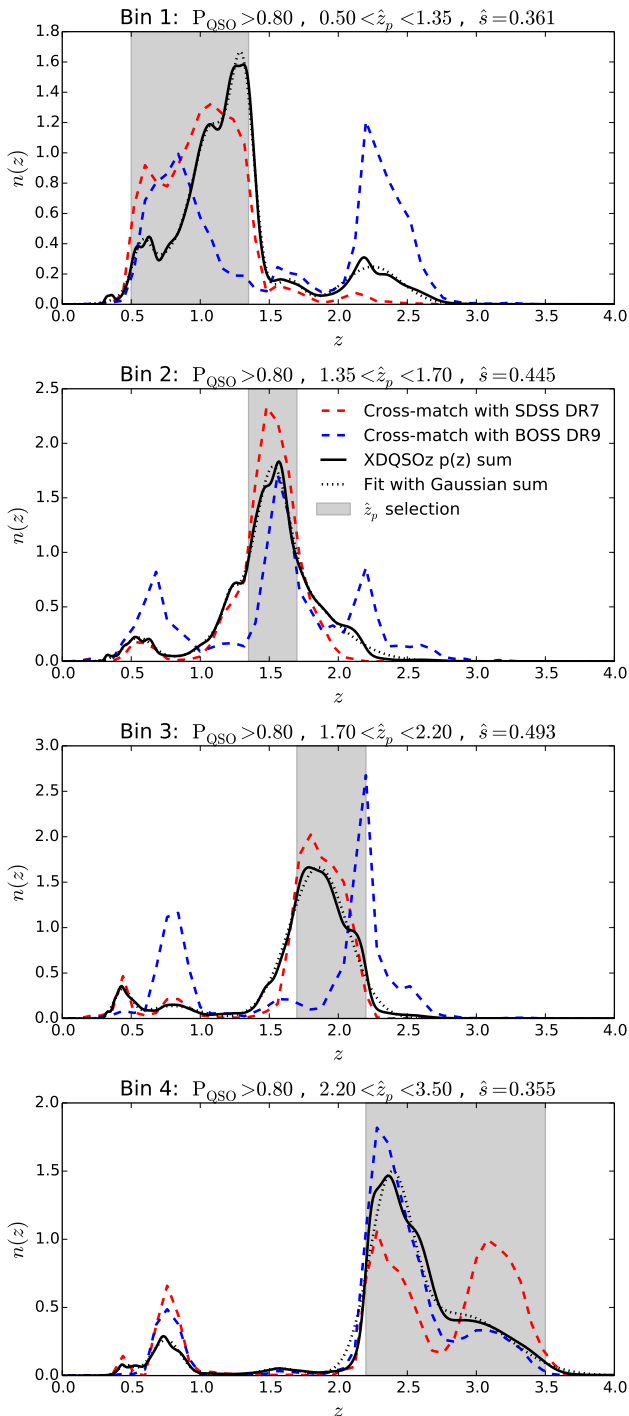 Bin 1: P_QSO >0.80 , 0.50 < ẑ_p < 1.35 , ŝ = 0.361
1.8
1.6
1.4
1.2
1.0
0.8
0.6
0.4
0.2
0.0
n(z)
0.0 0.5 1.0 1.5 2.0 2.5 3.0 3.5 4.0
z
Bin 2: P_QSO >0.80 , 1.35 < ẑ_p < 1.70 , ŝ = 0.445
2.5
2.0
1.5
1.0
0.5
0.0
n(z)
Cross-match with SDSS DR7
Cross-match with BOSS DR9
XDQSOz p(z) sum
Fit with Gaussian sum
ẑ_p selection
0.0 0.5 1.0 1.5 2.0 2.5 3.0 3.5 4.0
z
Bin 3: P_QSO >0.80 , 1.70 < ẑ_p < 2.20 , ŝ = 0.493
3.0
2.5
2.0
1.5
1.0
0.5
0.0
n(z)
0.0 0.5 1.0 1.5 2.0 2.5 3.0 3.5 4.0
z
Bin 4: P_QSO >0.80 , 2.20 < ẑ_p < 3.50 , ŝ = 0.355
2.0
1.5
1.0
0.5
0.0
n(z)
0.0 0.5 1.0 1.5 2.0 2.5 3.0 3.5 4.0
z